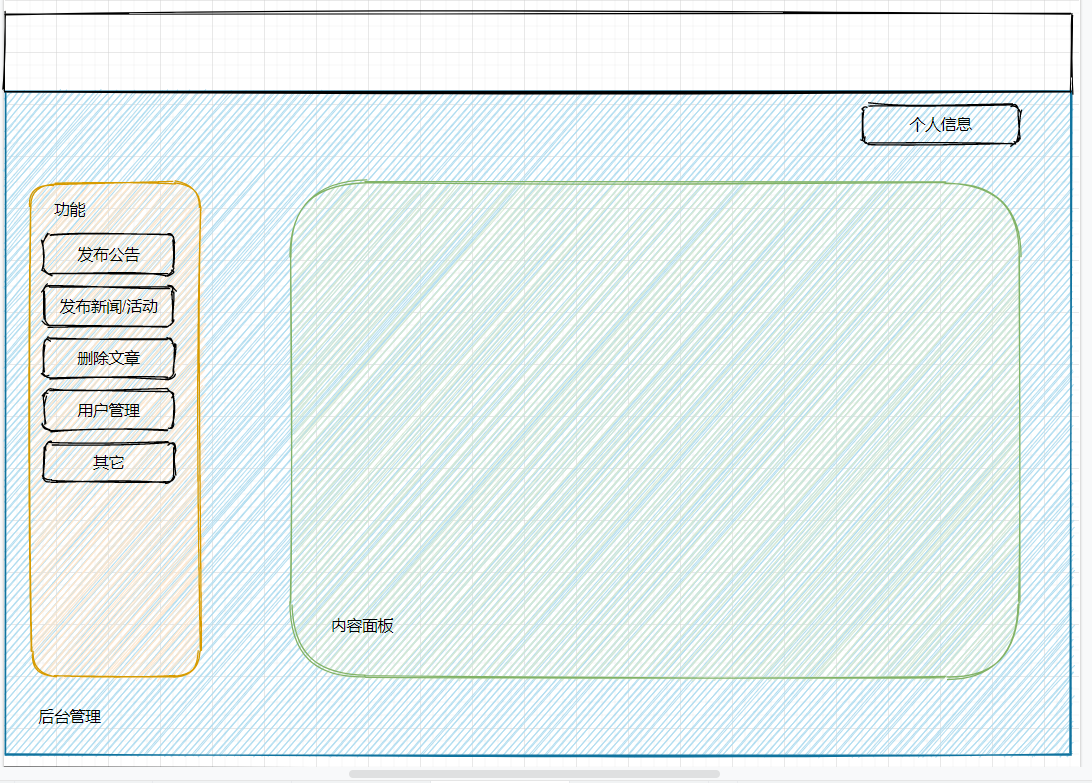 个人信息
功能
发布公告
发布新闻/活动
删除文章
用户管理
其它
内容面板
后台管理